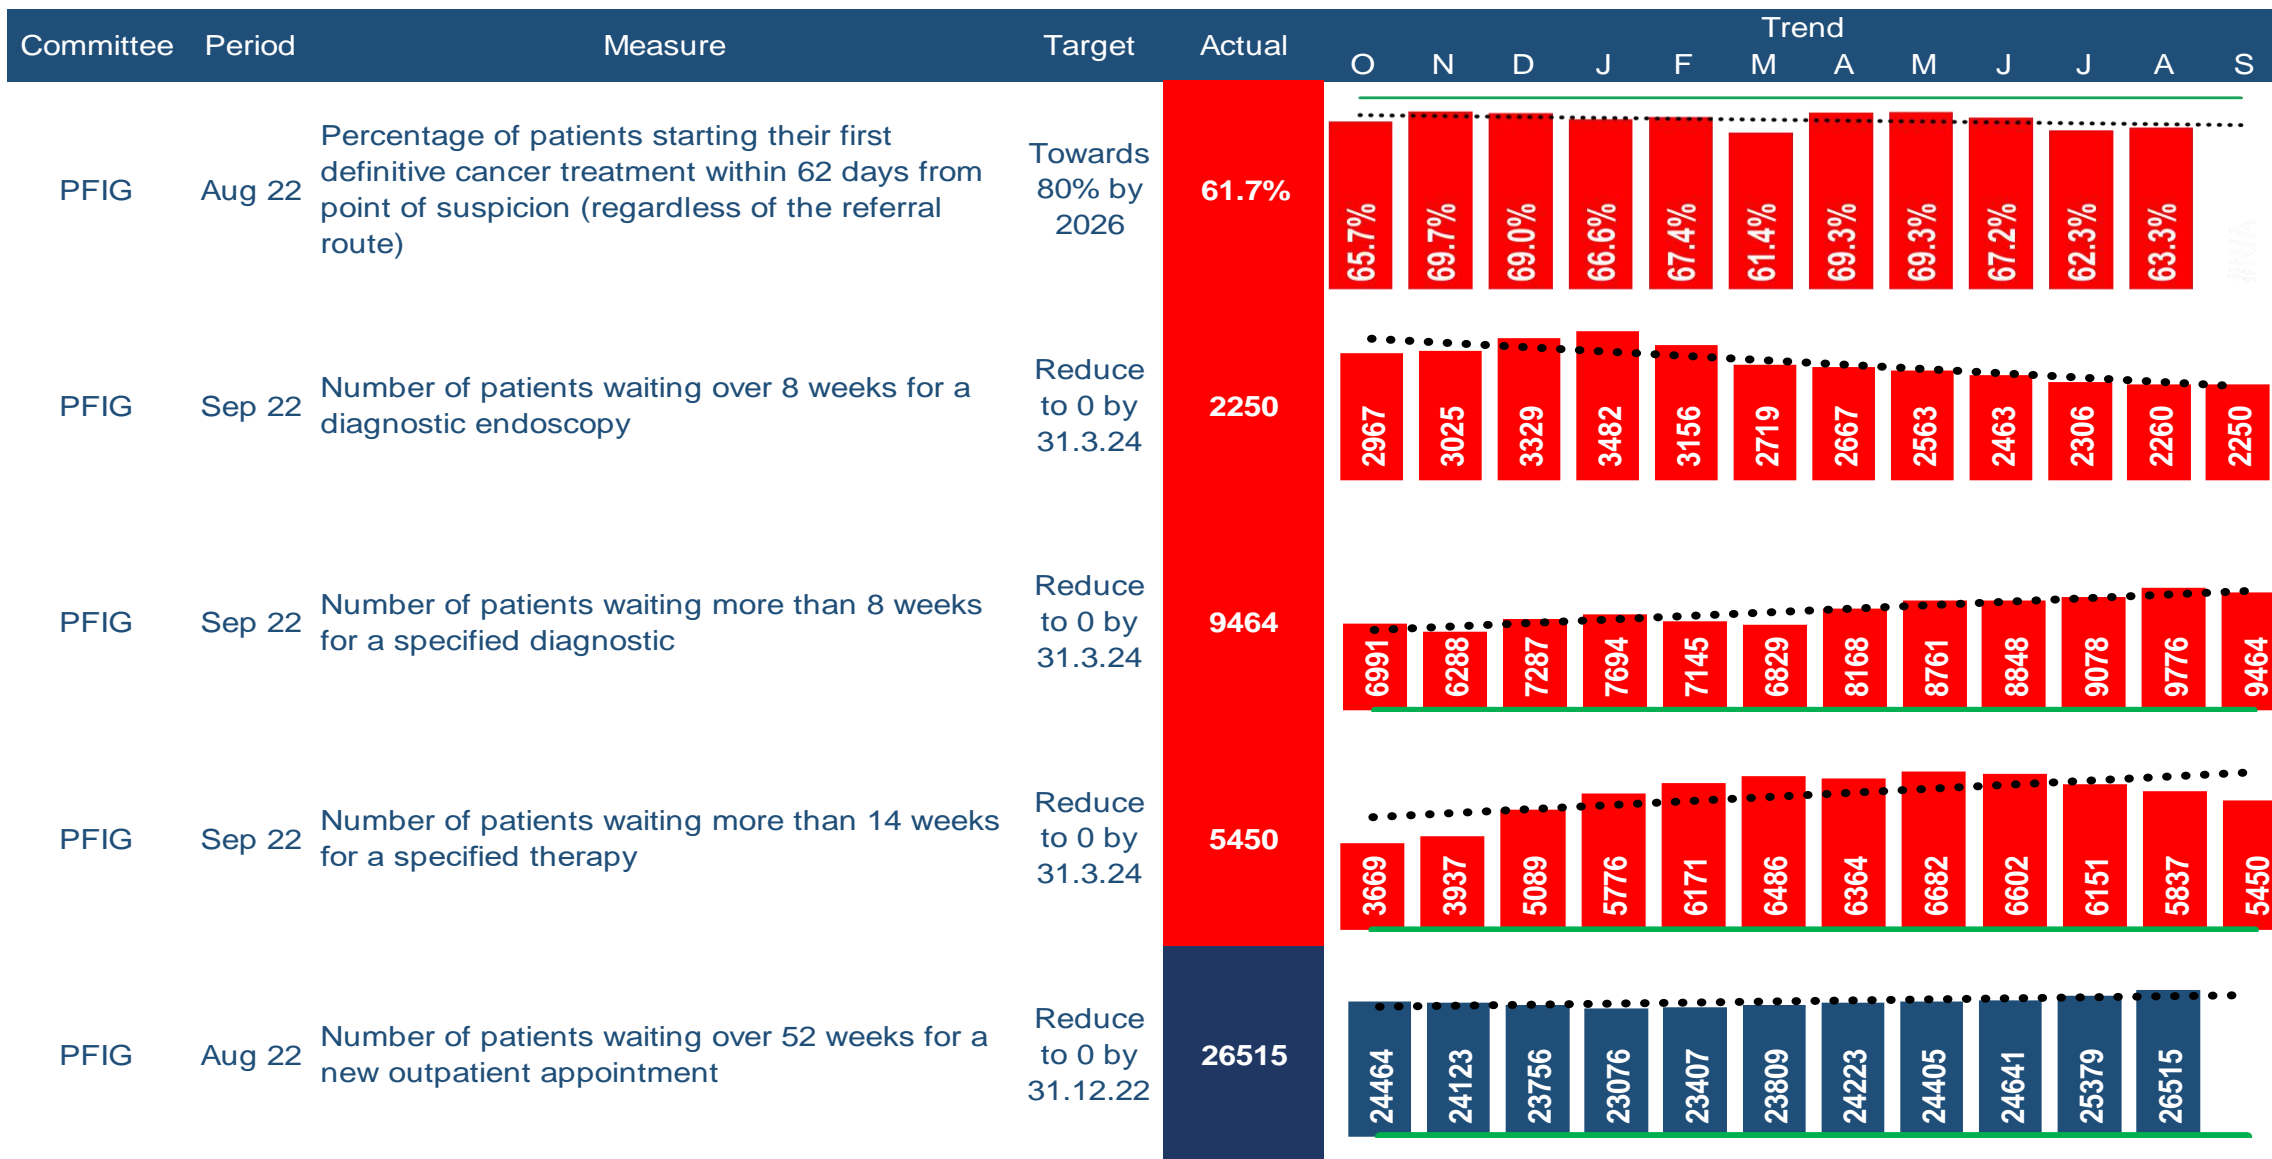 Committee Period Measure Target Actual Trend
O N D J F M A M J J A S
PFIG Aug 22
Percentage of patients starting their first
definitive cancer treatment within 62 days from
point of suspicion (regardless of the referral
route)
Towards
80% by
2026
61.7%
65.7% 69.7% 69.0% 66.6% 67.4% 61.4% 69.3% 69.3% 67.2% 62.3% 63.3% #N/A
PFIG Sep 22
Number of patients waiting over 8 weeks for a
diagnostic endoscopy
Reduce
to 0 by
31.3.24
2250
2967 3025 3329 3482 3156 2719 2667 2563 2463 2306 2260 2250
PFIG Sep 22
Number of patients waiting more than 8 weeks
for a specified diagnostic
Reduce
to 0 by
31.3.24
9464
6991 6288 7287 7694 7145 6829 8168 8761 8848 9078 9776 9464
PFIG Sep 22
Number of patients waiting more than 14 weeks
for a specified therapy
Reduce
to 0 by
31.3.24
5450
3669 3937 5089 5776 6171 6486 6364 6682 6602 6151 5837 5450
PFIG Aug 22
Number of patients waiting over 52 weeks for a
new outpatient appointment
Reduce
to 0 by
31.12.22
26515
24464 24123 23756 23076 23407 23809 24223 24405 24641 25379 26515